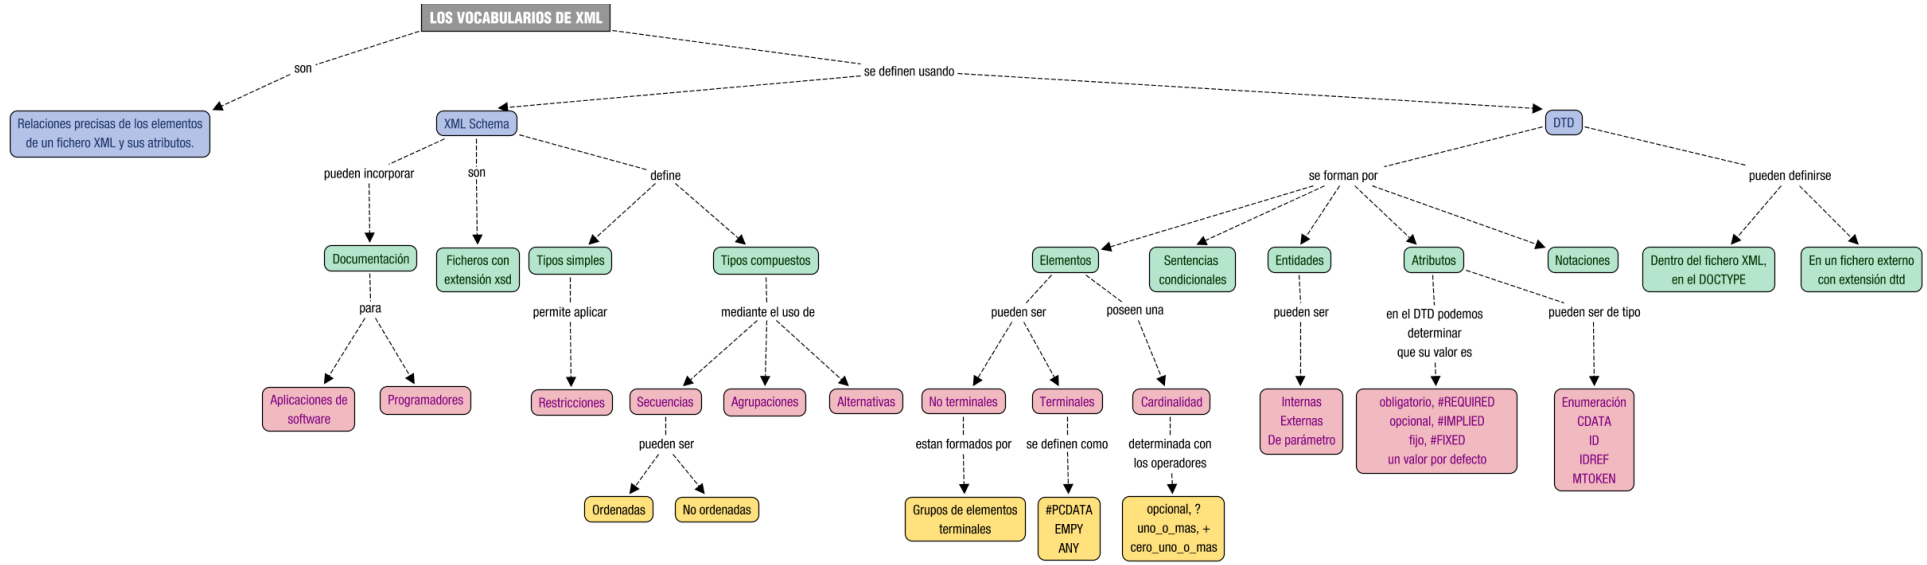 LOS VOCABULARIOS DE XML
son
se definen usando
Relaciones precisas de los elementos
de un fichero XML y sus atributos.
XML Schema
DTD
pueden incorporar
son
define
se forman por
pueden definirse
Documentación
Ficheros con
extensión xsd
Tipos simples
Tipos compuestos
Elementos
Sentencias
condicionales
Entidades
Atributos
Notaciones
Dentro del fichero XML,
en el DOCTYPE
En un fichero externo
con extensión dtd
para
permite aplicar
mediante el uso de
pueden ser
poseen una
pueden ser
en el DTD podemos
determinar
que su valor es
pueden ser de tipo
Aplicaciones de
software
Programadores
Restricciones
Secuencias
Agrupaciones
Alternativas
No terminales
Terminales
Cardinalidad
Internas
Externas
De parámetro
obligatorio, #REQUIRED
opcional, #IMPLIED
fijo, #FIXED
un valor por defecto
Enumeración
CDATA
ID
IDREF
MTOKEN
pueden ser
estan formados por
se definen como
determinada con
los operadores
Ordenadas
No ordenadas
Grupos de elementos
terminales
#PCDATA
EMPY
ANY
opcional, ?
uno_o_mas, +
cero_uno_o_mas